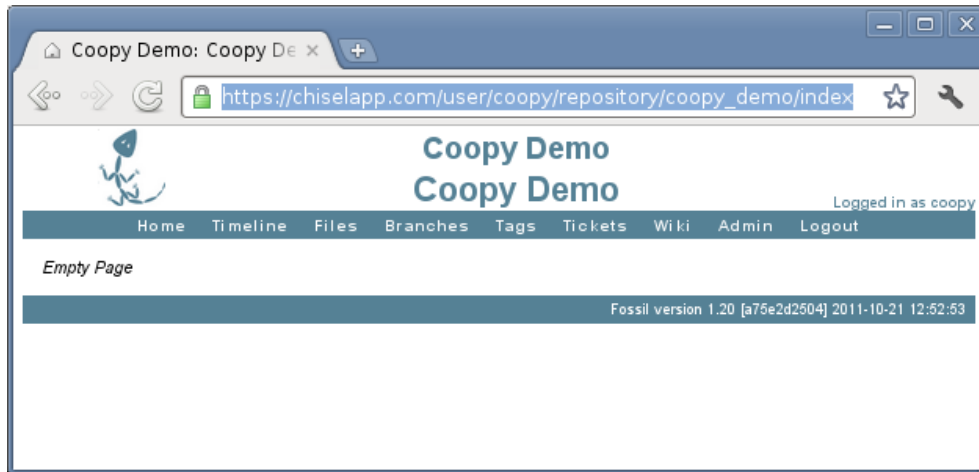 Coopy Demo: Coopy De
https://chiselapp.com/user/coopy/repository/coopy_demo/index
Coopy Demo
Coopy Demo
Logged in as coopy
Home Timeline Files Branches Tags Tickets Wiki Admin Logout
Empty Page
Fossil version 1.20 [a75e2d2504] 2011-10-21 12:52:53